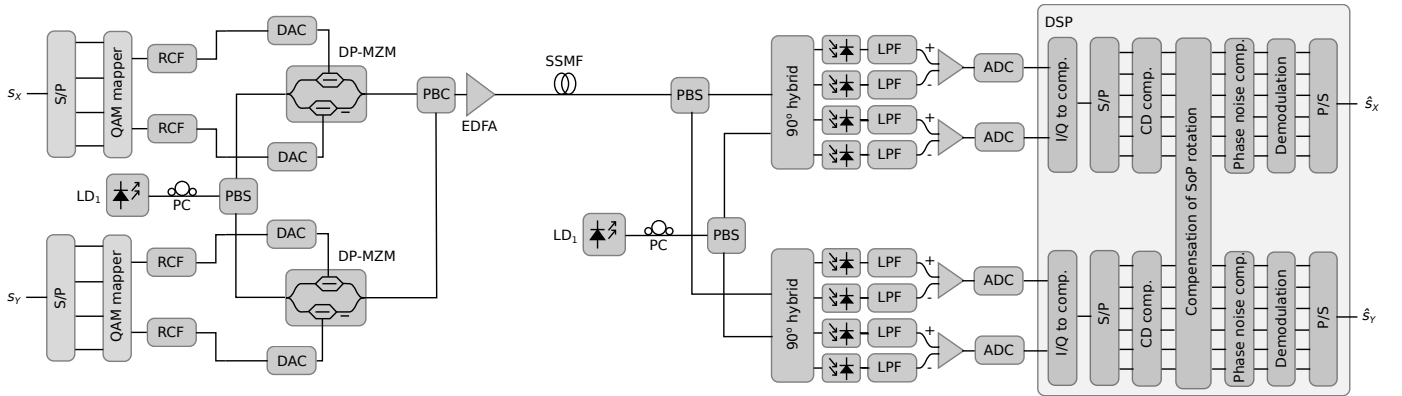 s_X
S/P
QAM mapper
RCF
RCF
DAC
DAC
DP-MZM
LD1
PC
PBS
s_Y
S/P
QAM mapper
RCF
RCF
DAC
DAC
DP-MZM
PBC
EDFA
SSMF
PBS
LD1
PC
PBS
90° hybrid
LPF
LPF
LPF
LPF
+
-
+
-
ADC
ADC
90° hybrid
LPF
LPF
LPF
LPF
+
-
+
-
ADC
ADC
DSP
I/Q to comp.
S/P
CD comp.
Compensation of SoP rotation
Phase noise comp.
Demodulation
P/S
ŝ_X
I/Q to comp.
S/P
CD comp.
Phase noise comp.
Demodulation
P/S
ŝ_Y